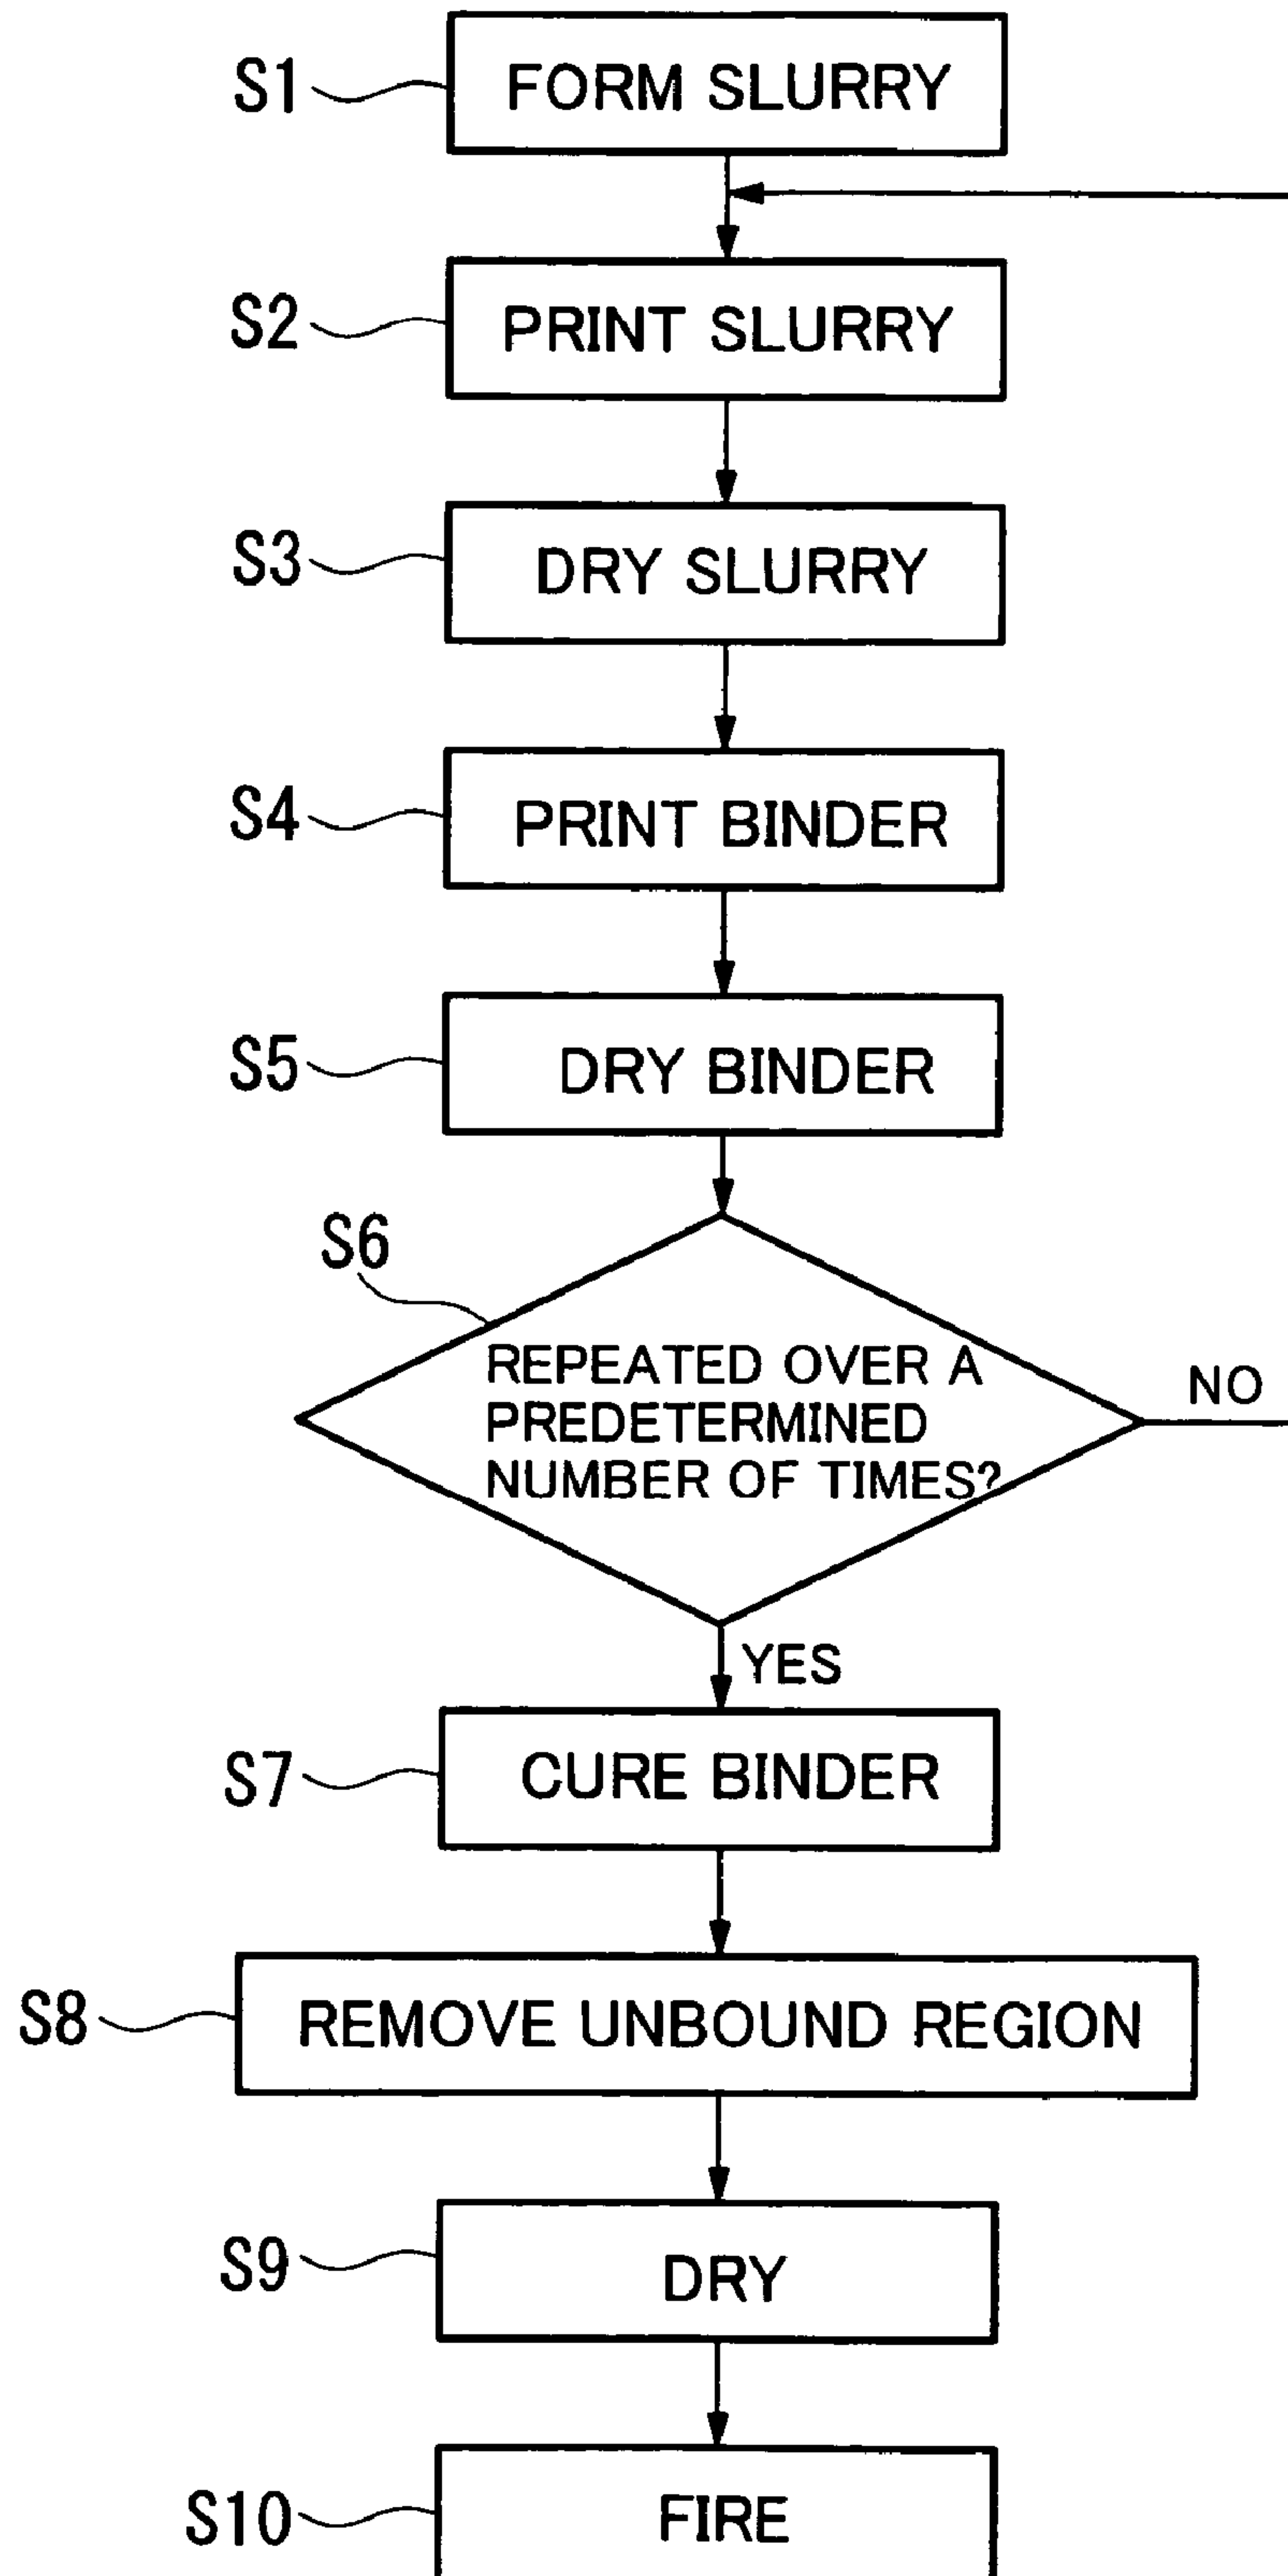 S1 FORM SLURRY
S2 PRINT SLURRY
S3 DRY SLURRY
S4 PRINT BINDER
S5 DRY BINDER
S6
REPEATED OVER A
PREDETERMINED
NUMBER OF TIMES?
NO
YES
S7 CURE BINDER
S8 REMOVE UNBOUND REGION
S9 DRY
S10 FIRE